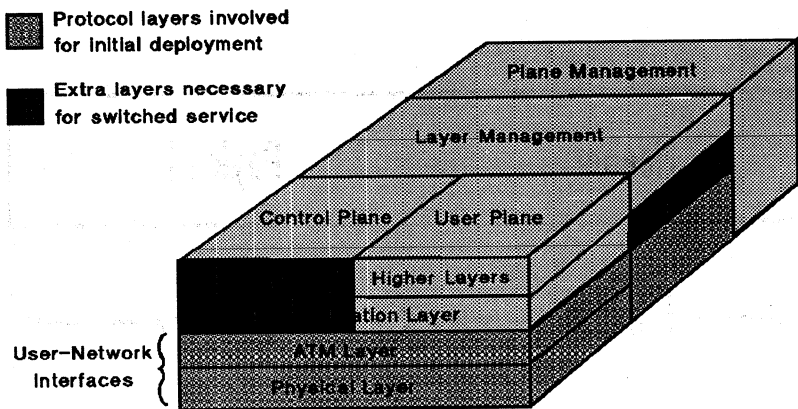 Protocol layers involved
for initial deployment
Extra layers necessary
for switched service
Plane Management
Layer Management
Control Plane
User Plane
Higher Layers
ation Layer
ATM Layer
Physical Layer
User-Network
Interfaces